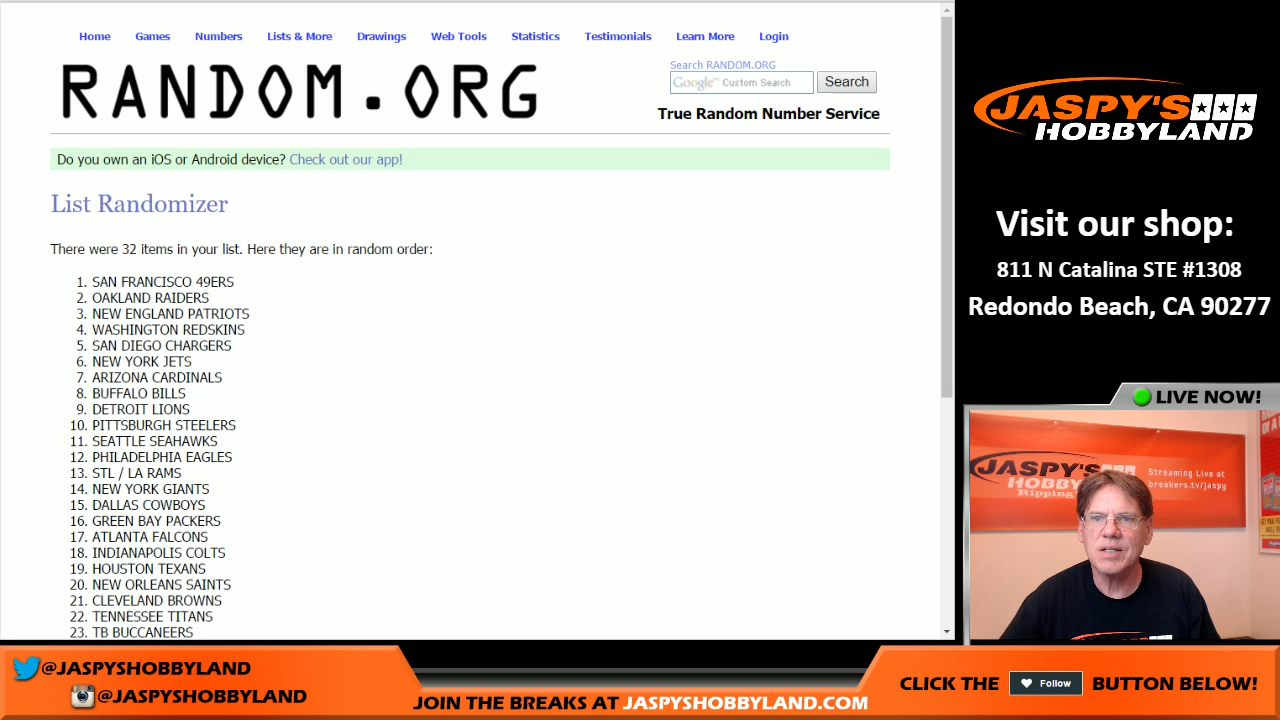 Home Games Numbers Lists & More Drawings Web Tools Statistics Testimonials Learn More Login
RANDOM.ORG
Search RANDOM.ORG
Google™ Custom Search
Search
True Random Number Service
Do you own an iOS or Android device? Check out our app!
List Randomizer
There were 32 items in your list. Here they are in random order:
1. SAN FRANCISCO 49ERS
2. OAKLAND RAIDERS
3. NEW ENGLAND PATRIOTS
4. WASHINGTON REDSKINS
5. SAN DIEGO CHARGERS
6. NEW YORK JETS
7. ARIZONA CARDINALS
8. BUFFALO BILLS
9. DETROIT LIONS
10. PITTSBURGH STEELERS
11. SEATTLE SEAHAWKS
12. PHILADELPHIA EAGLES
13. STL / LA RAMS
14. NEW YORK GIANTS
15. DALLAS COWBOYS
16. GREEN BAY PACKERS
17. ATLANTA FALCONS
18. INDIANAPOLIS COLTS
19. HOUSTON TEXANS
20. NEW ORLEANS SAINTS
21. CLEVELAND BROWNS
22. TENNESSEE TITANS
23. TB BUCCANEERS
JASPY'S
HOBBYLAND
Visit our shop:
811 N Catalina STE #1308
Redondo Beach, CA 90277
LIVE NOW!
JASPY'S
HOBBYLAND
Ripping
Streaming Live at
breakers.tv/jaspy
@JASPYSHOBBYLAND
@JASPYSHOBBYLAND
JOIN THE BREAKS AT JASPYSHOBBYLAND.COM
CLICK THE Follow BUTTON BELOW!